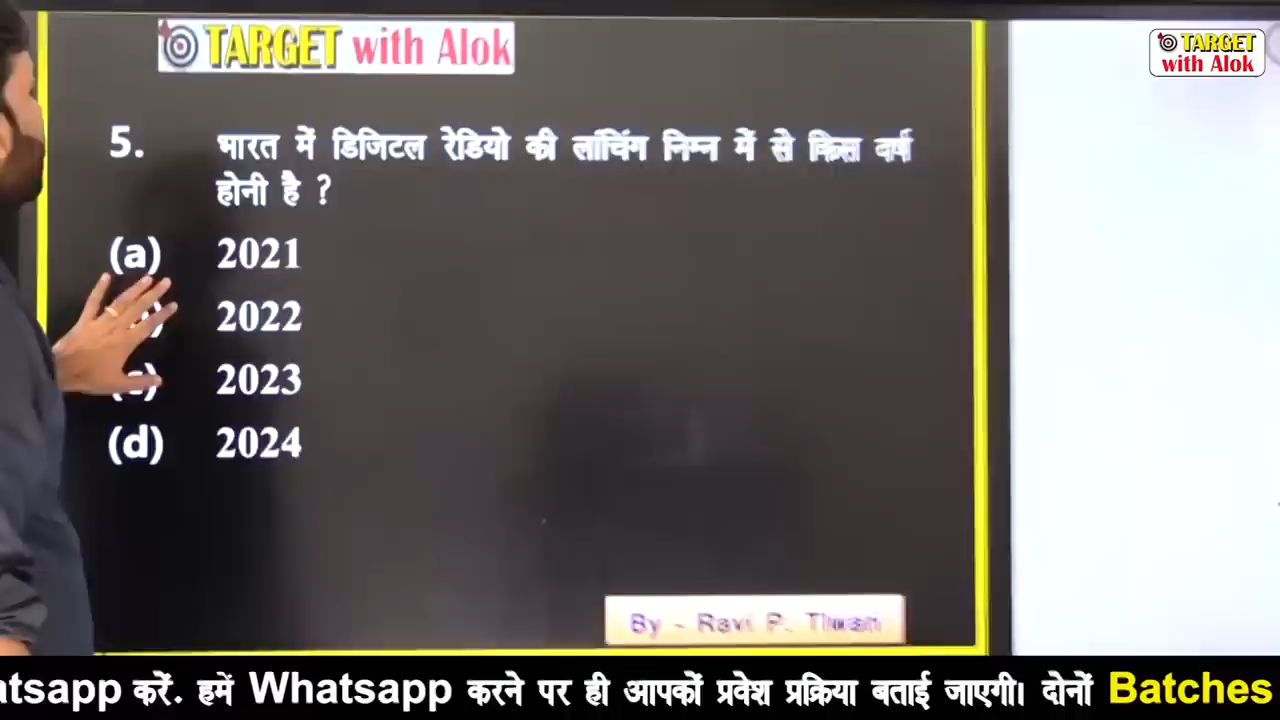 TARGET with Alok
TARGET
with Alok
5. भारत में डिजिटल रेडियो की लांचिंग निम्न में से किस वर्ष
होनी है ?
(a) 2021
2022
(c) 2023
(d) 2024
By - Ravi P. Tiwari
atsapp करें. हमें Whatsapp करने पर ही आपकों प्रवेश प्रक्रिया बताई जाएगी। दोनों Batches